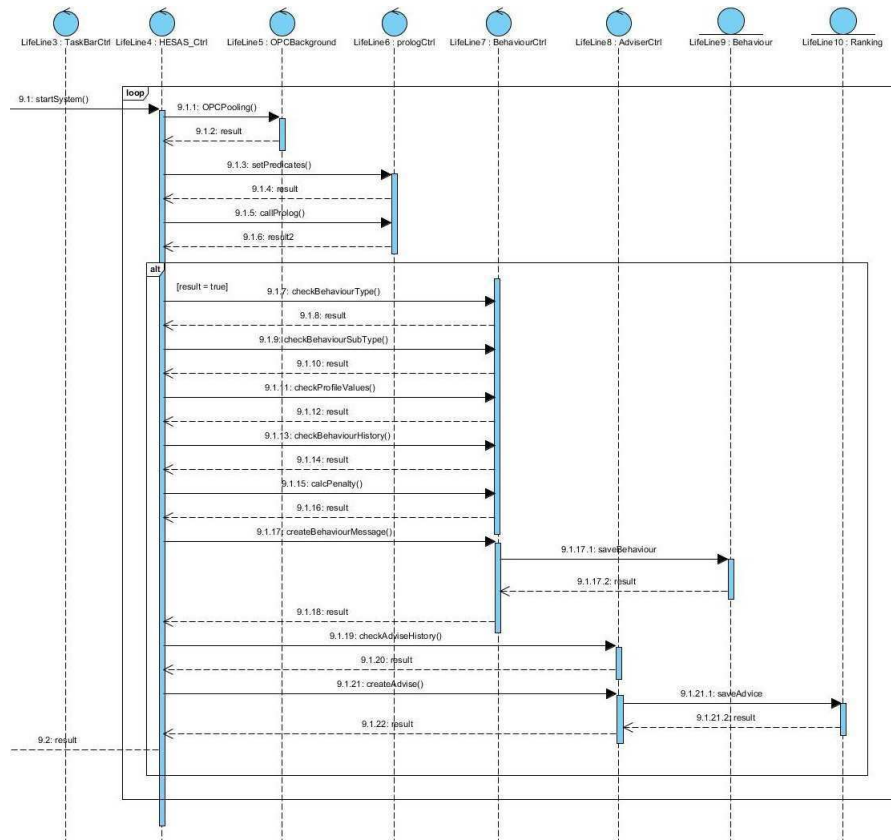 LifeLine3 : TaskBarCtrl
LifeLine4 : HESAS_Ctrl
LifeLine5 : OPCBackground
LifeLine6 : prologCtrl
LifeLine7 : BehaviourCtrl
LifeLine8 : AdviserCtrl
LifeLine9 : Behaviour
LifeLine10 : Ranking
loop
9.1: startSystem()
9.1.1: OPCPooling()
9.1.2: result
9.1.3: setPredicates()
9.1.4: result
9.1.5: callProlog()
9.1.6: result2
alt
[result = true]
9.1.7: checkBehaviourType()
9.1.8: result
9.1.9: checkBehaviourSubType()
9.1.10: result
9.1.11: checkProfileValues()
9.1.12: result
9.1.13: checkBehaviourHistory()
9.1.14: result
9.1.15: calcPenalty()
9.1.16: result
9.1.17: createBehaviourMessage()
9.1.17.1: saveBehaviour
9.1.17.2: result
9.1.18: result
9.1.19: checkAdviseHistory()
9.1.20: result
9.1.21: createAdvise()
9.1.21.1: saveAdvice
9.1.21.2: result
9.1.22: result
9.2: result